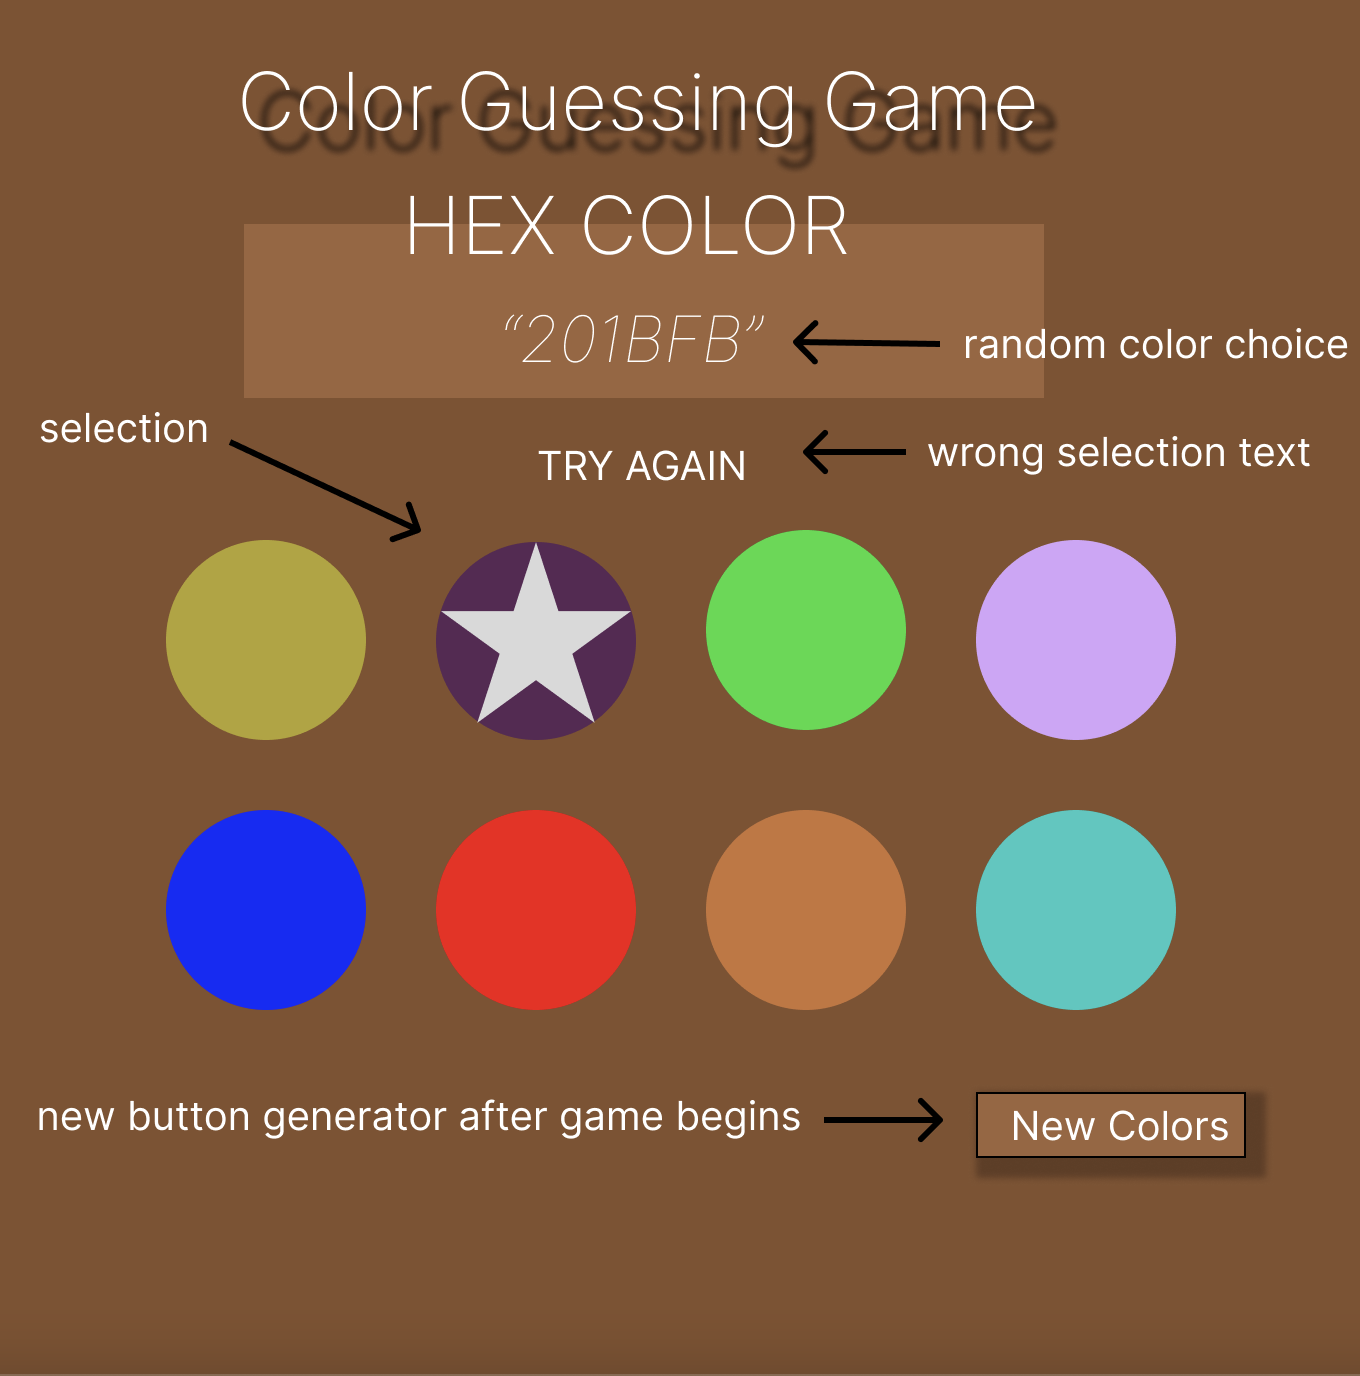 Color Guessing Game
HEX COLOR
“201BFB”
random color choice
selection
TRY AGAIN
wrong selection text
new button generator after game begins
New Colors